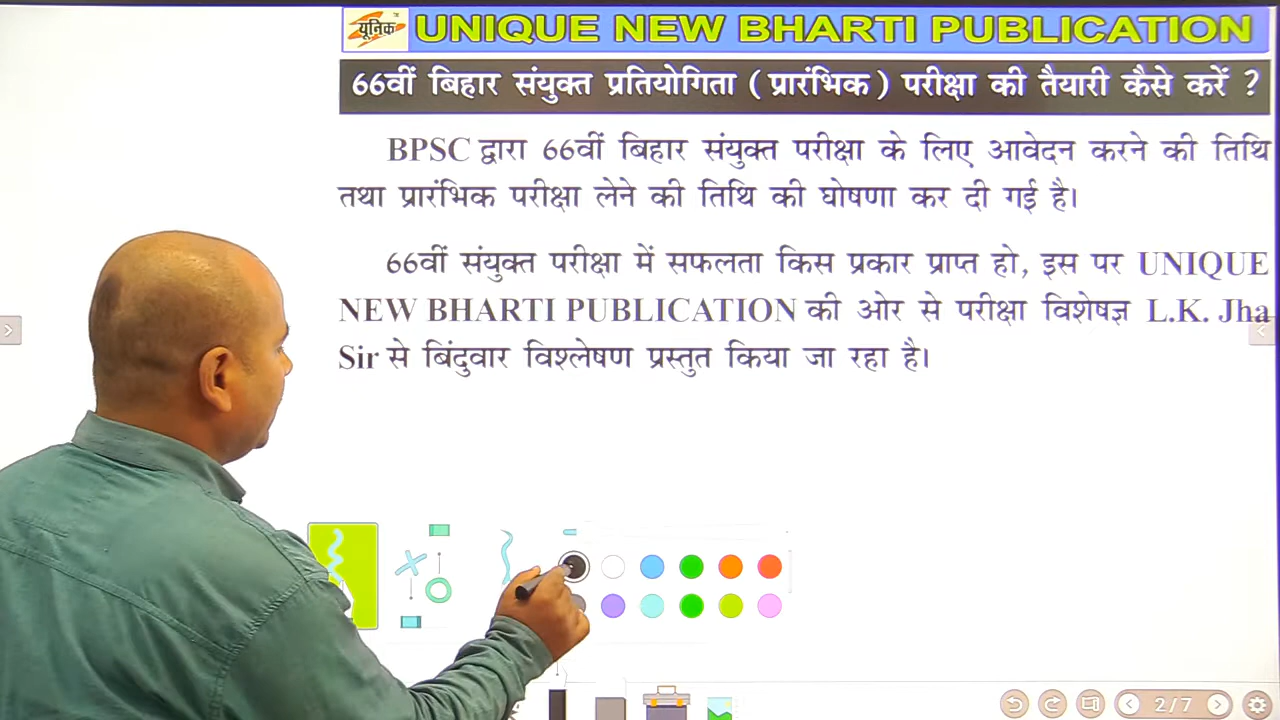 यूनिक
TM
UNIQUE NEW BHARTI PUBLICATION
66वीं बिहार संयुक्त प्रतियोगिता ( प्रारंभिक ) परीक्षा की तैयारी कैसे करें ?
BPSC द्वारा 66वीं बिहार संयुक्त परीक्षा के लिए आवेदन करने की तिथि
तथा प्रारंभिक परीक्षा लेने की तिथि की घोषणा कर दी गई है।
66वीं संयुक्त परीक्षा में सफलता किस प्रकार प्राप्त हो, इस पर UNIQUE
NEW BHARTI PUBLICATION की ओर से परीक्षा विशेषज्ञ L.K. Jha
Sir से बिंदुवार विश्लेषण प्रस्तुत किया जा रहा है।
2/7